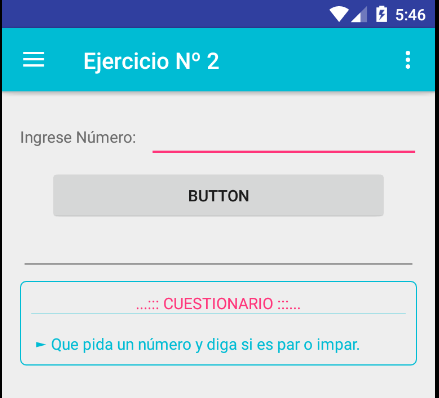 5:46
Ejercicio Nº 2
Ingrese Número:
BUTTON
...::: CUESTIONARIO :::...
► Que pida un número y diga si es par o impar.